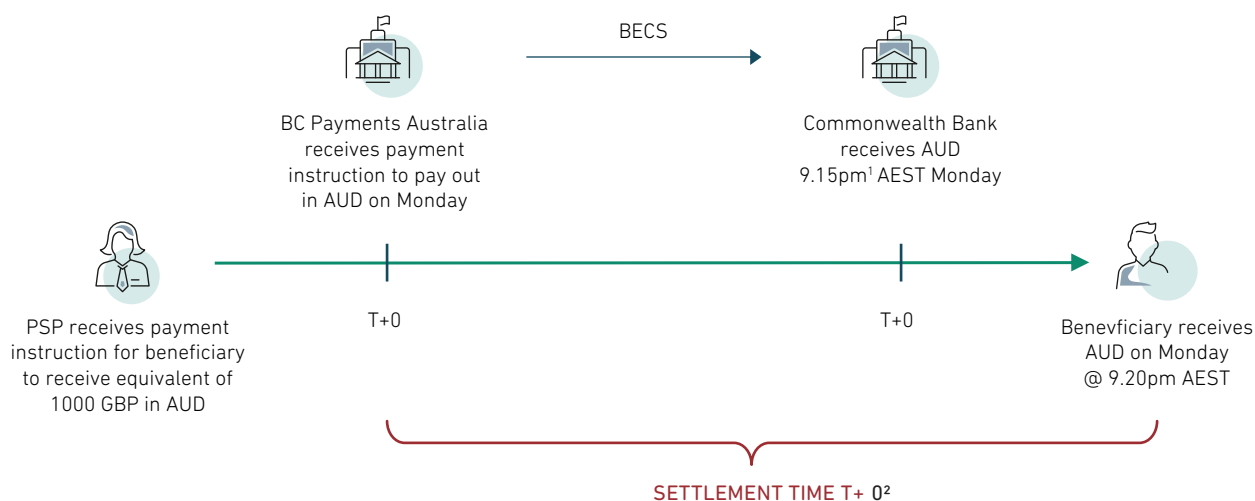 BECS
BC Payments Australia
receives payment
instruction to pay out
in AUD on Monday
Commonwealth Bank
receives AUD
9.15pm¹ AEST Monday
PSP receives payment
instruction for beneficiary
to receive equivalent of
1000 GBP in AUD
T+0
T+0
Benevficiary receives
AUD on Monday
@ 9.20pm AEST
SETTLEMENT TIME T+ 0²